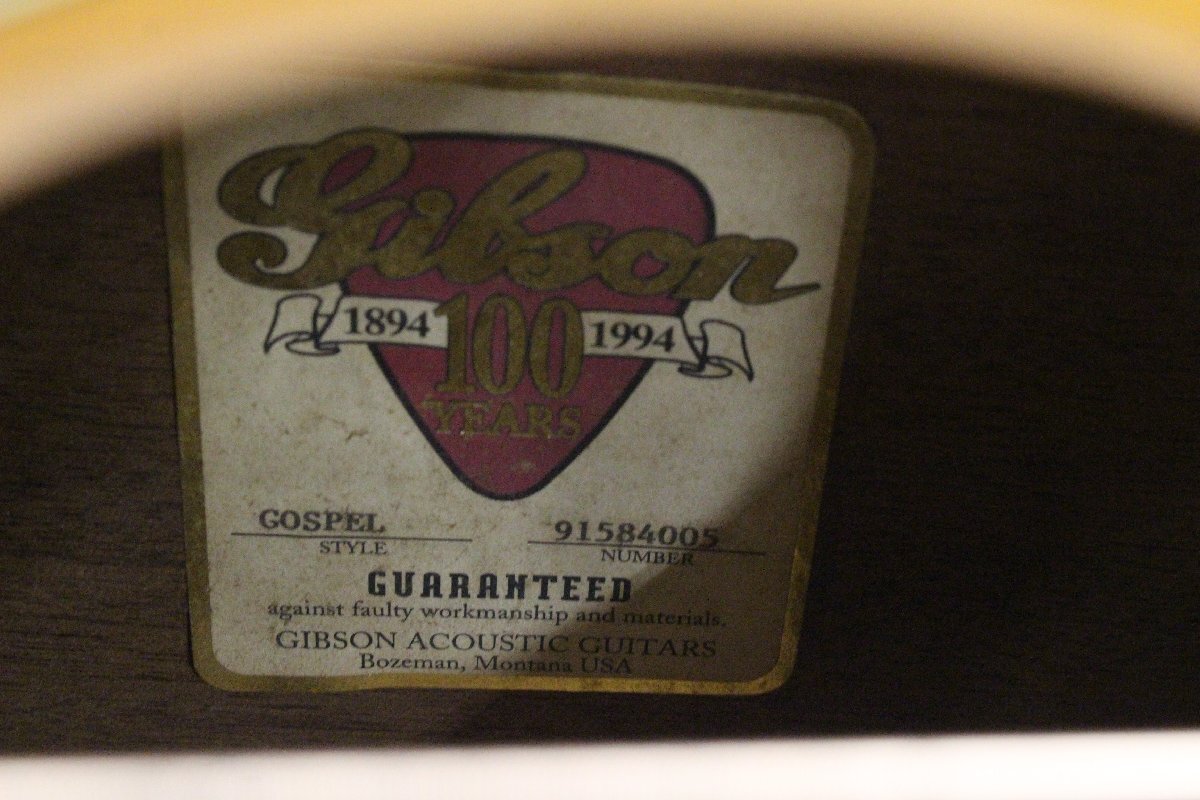 Gibson
1894 100 1994
YEARS
GOSPEL 91584005
STYLE NUMBER
GUARANTEED
against faulty workmanship and materials.
GIBSON ACOUSTIC GUITARS
Bozeman, Montana USA